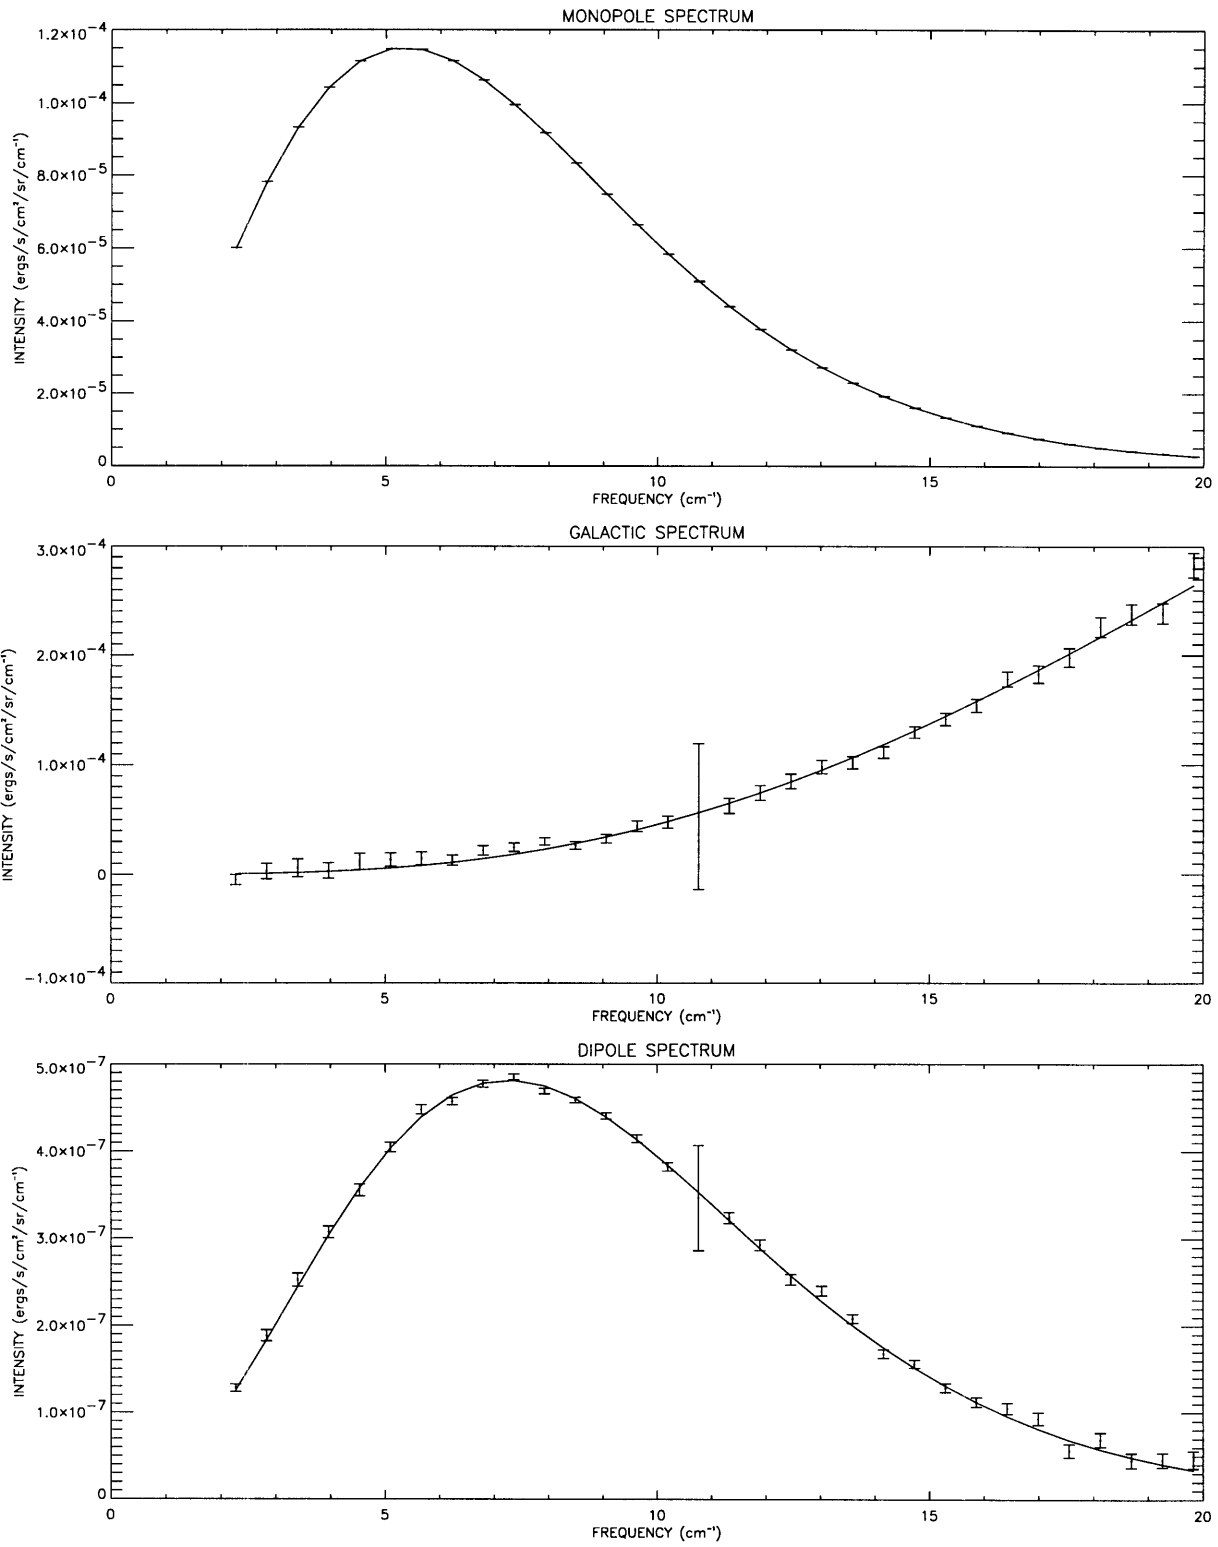 MONOPOLE SPECTRUM
1.2×10⁻⁴
1.0×10⁻⁴
8.0×10⁻⁵
6.0×10⁻⁵
4.0×10⁻⁵
2.0×10⁻⁵
0
INTENSITY (ergs/s/cm²/sr/cm⁻¹)
0 5 10 15 20
FREQUENCY (cm⁻¹)
GALACTIC SPECTRUM
3.0×10⁻⁴
2.0×10⁻⁴
1.0×10⁻⁴
0
-1.0×10⁻⁴
INTENSITY (ergs/s/cm²/sr/cm⁻¹)
0 5 10 15 20
FREQUENCY (cm⁻¹)
DIPOLE SPECTRUM
5.0×10⁻⁷
4.0×10⁻⁷
3.0×10⁻⁷
2.0×10⁻⁷
1.0×10⁻⁷
0
INTENSITY (ergs/s/cm²/sr/cm⁻¹)
0 5 10 15 20
FREQUENCY (cm⁻¹)